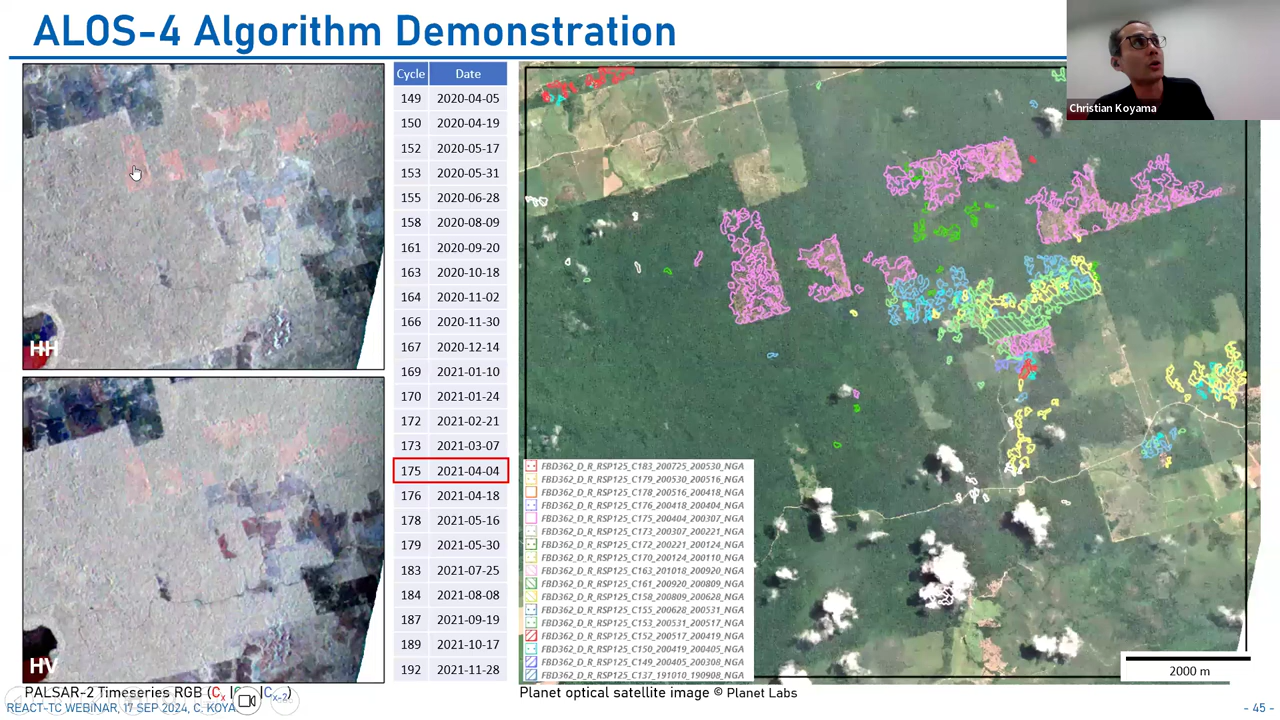 ALOS-4 Algorithm Demonstration
Christian Koyama
HH
HV
Cycle Date
149 2020-04-05
150 2020-04-19
152 2020-05-17
153 2020-05-31
155 2020-06-28
158 2020-08-09
161 2020-09-20
163 2020-10-18
164 2020-11-02
166 2020-11-30
167 2020-12-14
169 2021-01-10
170 2021-01-24
172 2021-02-21
173 2021-03-07
175 2021-04-04
176 2021-04-18
178 2021-05-16
179 2021-05-30
183 2021-07-25
184 2021-08-08
187 2021-09-19
189 2021-10-17
192 2021-11-28
FBD362_D_R_RSP125_C183_200725_200530_NGA
FBD362_D_R_RSP125_C179_200530_200516_NGA
FBD362_D_R_RSP125_C178_200516_200418_NGA
FBD362_D_R_RSP125_C176_200418_200404_NGA
FBD362_D_R_RSP125_C175_200404_200307_NGA
FBD362_D_R_RSP125_C173_200307_200221_NGA
FBD362_D_R_RSP125_C172_200221_200124_NGA
FBD362_D_R_RSP125_C170_200124_200110_NGA
FBD362_D_R_RSP125_C163_201018_200920_NGA
FBD362_D_R_RSP125_C161_200920_200809_NGA
FBD362_D_R_RSP125_C158_200809_200628_NGA
FBD362_D_R_RSP125_C155_200628_200531_NGA
FBD362_D_R_RSP125_C153_200531_200517_NGA
FBD362_D_R_RSP125_C152_200517_200419_NGA
FBD362_D_R_RSP125_C150_200419_200405_NGA
FBD362_D_R_RSP125_C149_200405_200308_NGA
FBD362_D_R_RSP125_C137_191010_190908_NGA
2000 m
PALSAR-2 Timeseries RGB (Cx | |Cx-2)
Planet optical satellite image © Planet Labs
REACT-TC WEBINAR, 17 SEP 2024, C. KOYA
- 45 -